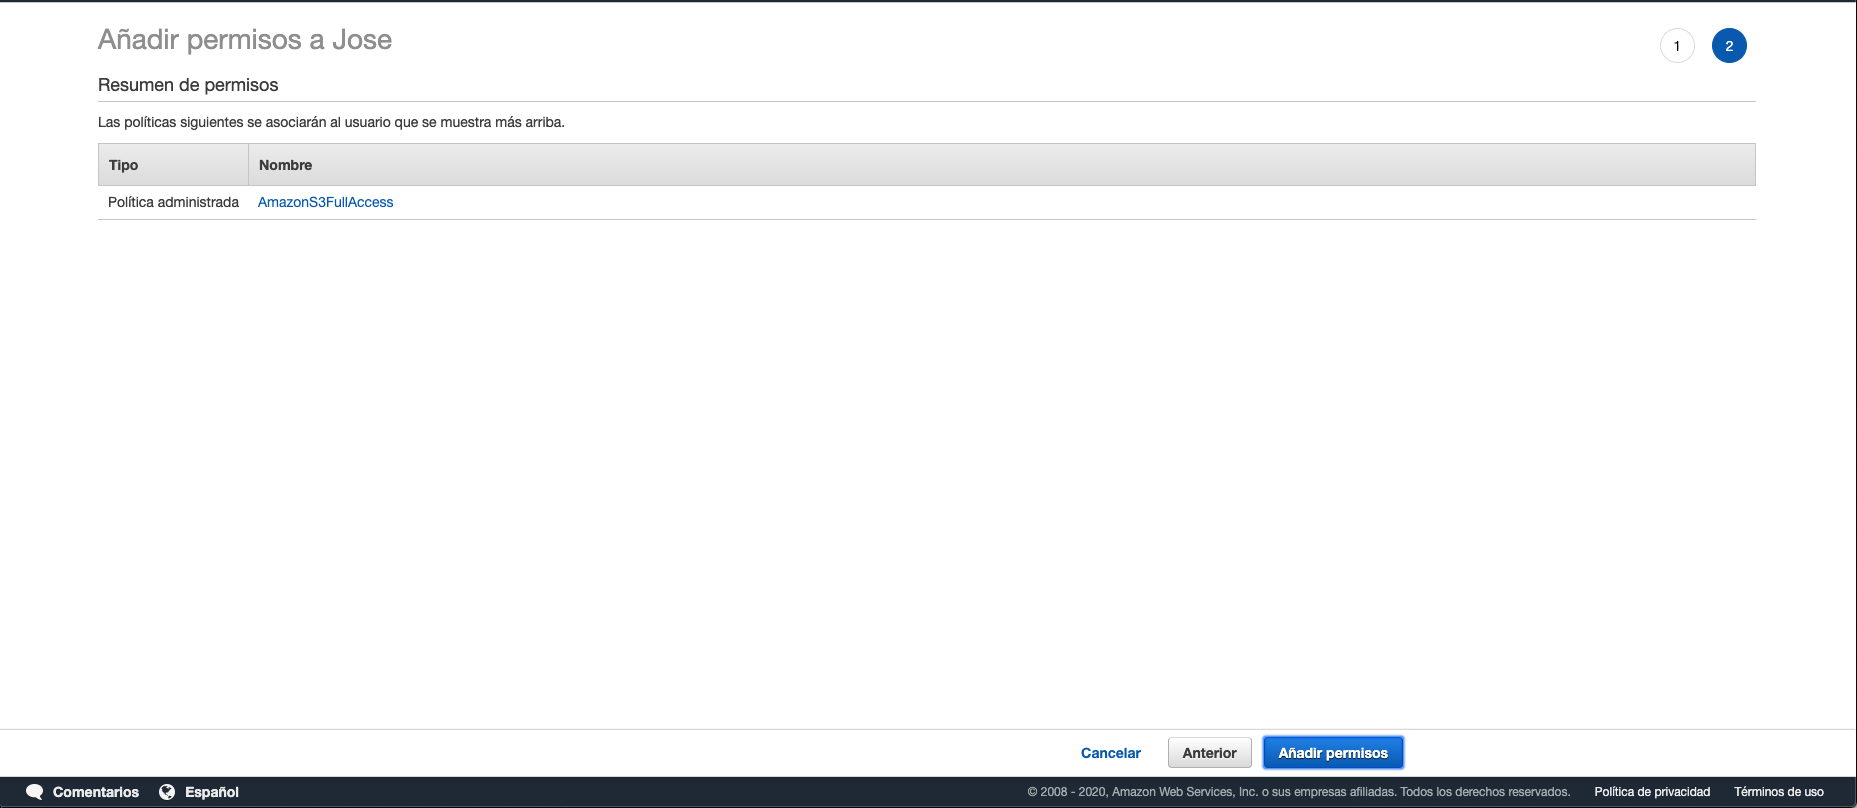 Añadir permisos a Jose
1
2
Resumen de permisos
Las políticas siguientes se asociarán al usuario que se muestra más arriba.
Tipo Nombre
Política administrada AmazonS3FullAccess
Cancelar Anterior Añadir permisos
Comentarios Español © 2008 - 2020, Amazon Web Services, Inc. o sus empresas afiliadas. Todos los derechos reservados. Política de privacidad Términos de uso